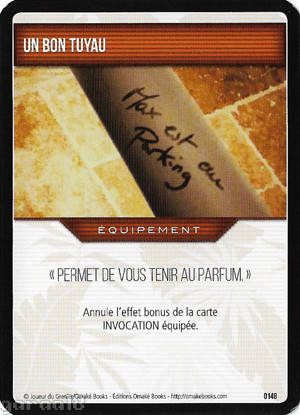 UN BON TUYAU
Max est au
Parking
ÉQUIPEMENT
« PERMET DE VOUS TENIR AU PARFUM. »
Annule l'effet bonus de la carte
INVOCATION équipée.
© Joueur du Grenier/Omaké Books - Éditions Omaké Books - http://omakebooks.com/
0148